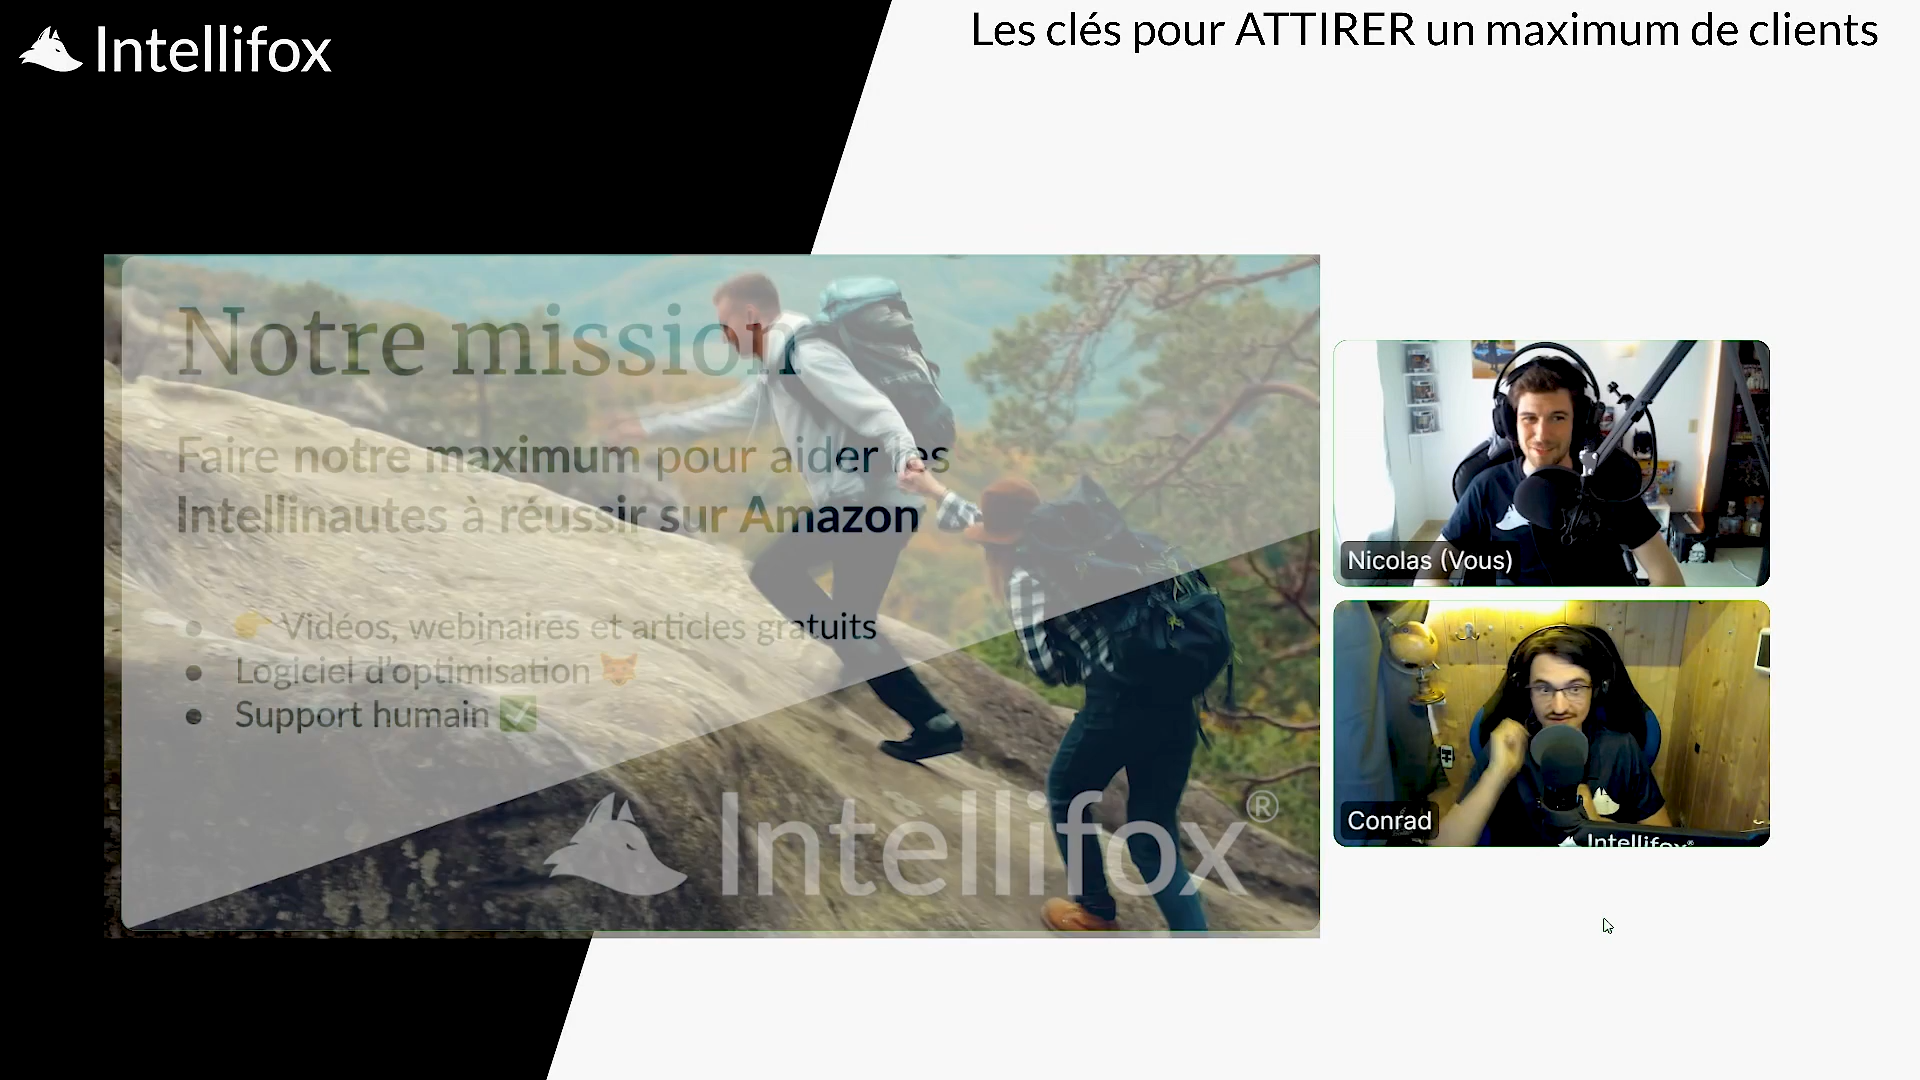 Intellifox
Les clés pour ATTIRER un maximum de clients
Notre mission
Faire notre maximum pour aider les
Intellinautes à réussir sur Amazon
● 👉 Vidéos, webinaires et articles gratuits
● Logiciel d'optimisation 🦊
● Support humain ✅
Intellifox®
Nicolas (Vous)
Conrad
Intellifox®